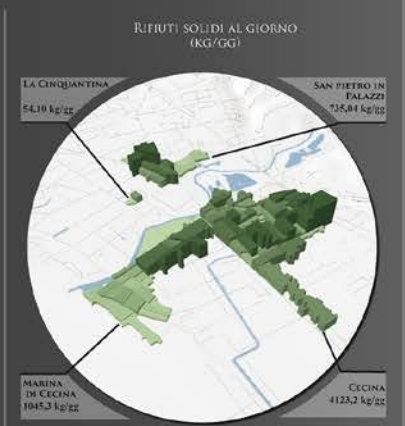 RIFIUTI SOLIDI AL GIORNO
(KG/GG)
LA CINQUANTINA
54,10 kg/gg
SAN PIETRO IN
PALAZZI
735,04 kg/gg
MARINA
DI CECINA
1045,3 kg/gg
CECINA
4123,2 kg/gg